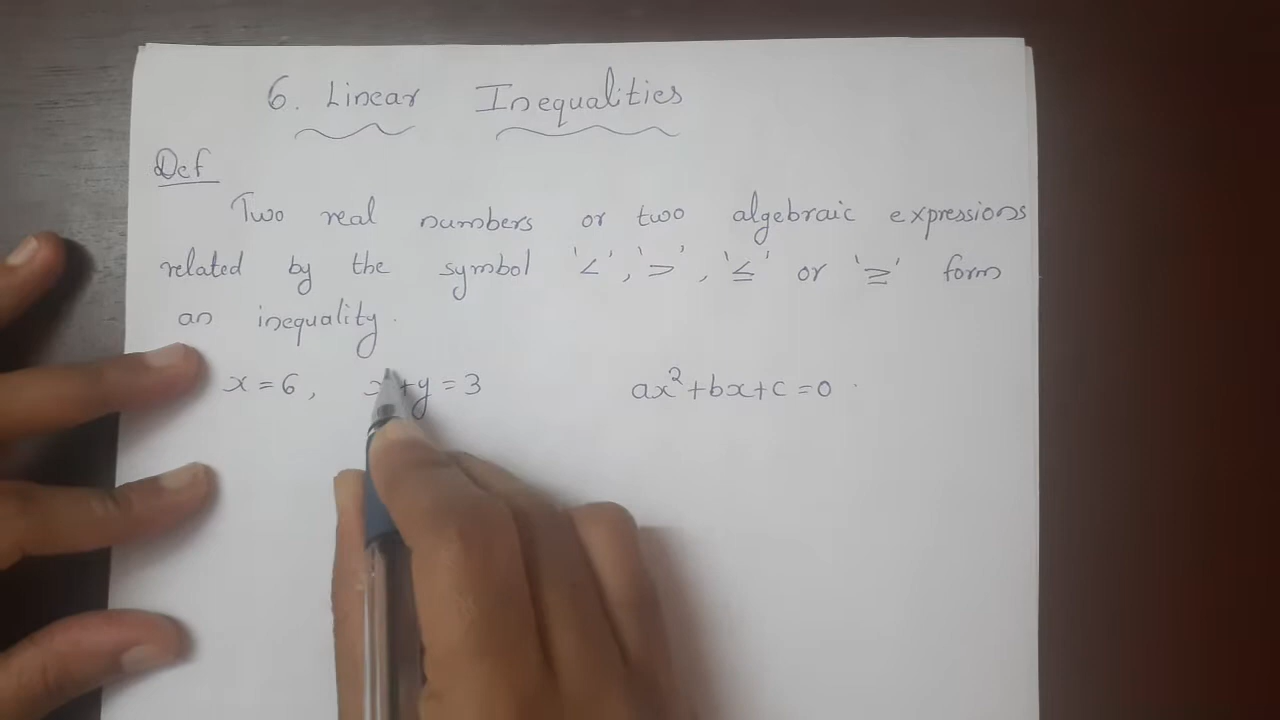 6. Linear Inequalities
Def
Two real numbers or two algebraic expressions
related by the symbol '<', '>', '≤' or '≥' form
an inequality.
x = 6, x + y = 3 ax² + bx + c = 0